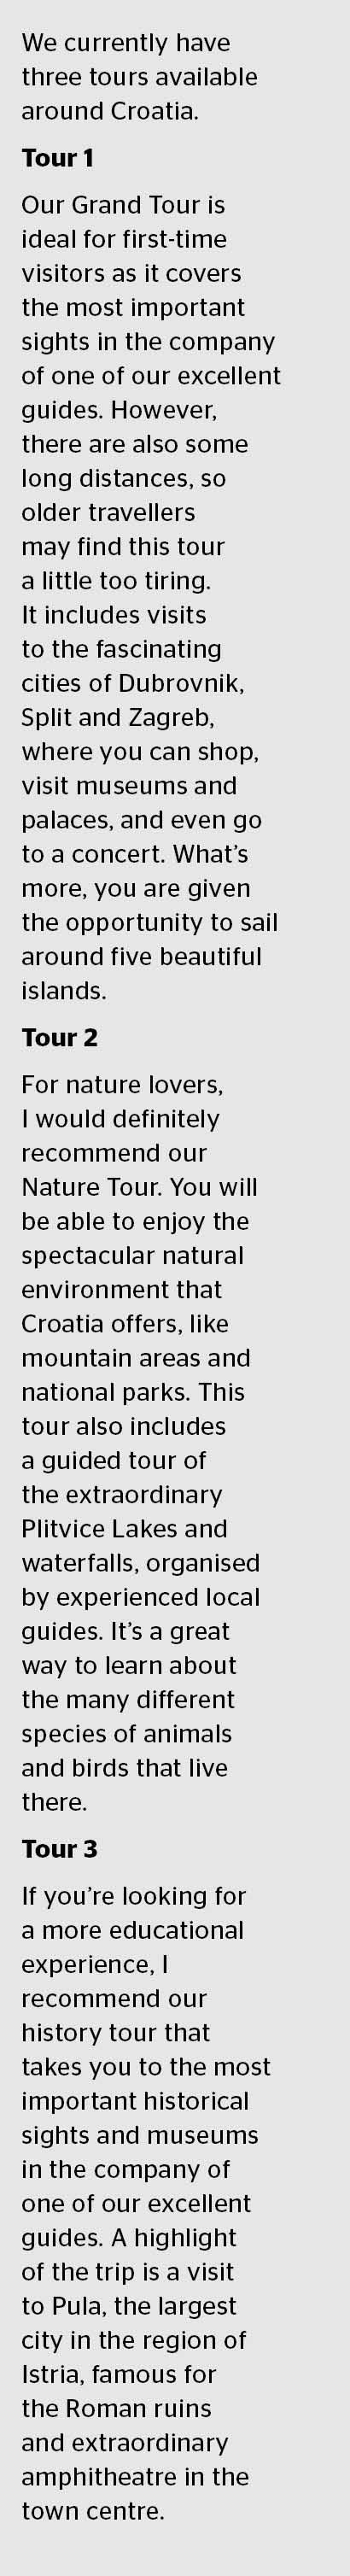 We currently have
three tours available
around Croatia.
Tour 1
Our Grand Tour is
ideal for first-time
visitors as it covers
the most important
sights in the company
of one of our excellent
guides. However,
there are also some
long distances, so
older travellers
may find this tour
a little too tiring.
It includes visits
to the fascinating
cities of Dubrovnik,
Split and Zagreb,
where you can shop,
visit museums and
palaces, and even go
to a concert. What’s
more, you are given
the opportunity to sail
around five beautiful
islands.
Tour 2
For nature lovers,
I would definitely
recommend our
Nature Tour. You will
be able to enjoy the
spectacular natural
environment that
Croatia offers, like
mountain areas and
national parks. This
tour also includes
a guided tour of
the extraordinary
Plitvice Lakes and
waterfalls, organised
by experienced local
guides. It’s a great
way to learn about
the many different
species of animals
and birds that live
there.
Tour 3
If you’re looking for
a more educational
experience, I
recommend our
history tour that
takes you to the most
important historical
sights and museums
in the company of
one of our excellent
guides. A highlight
of the trip is a visit
to Pula, the largest
city in the region of
Istria, famous for
the Roman ruins
and extraordinary
amphitheatre in the
town centre.